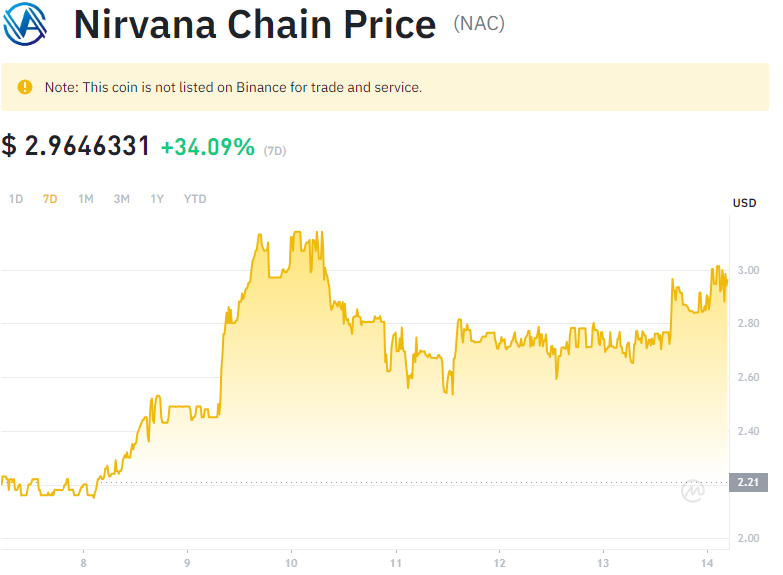 Nirvana Chain Price (NAC)
Note: This coin is not listed on Binance for trade and service.
$ 2.9646331 +34.09% (7D)
1D 7D 1M 3M 1Y YTD
USD
3.00
2.80
2.60
2.40
2.21
2.00
8 9 10 11 12 13 14